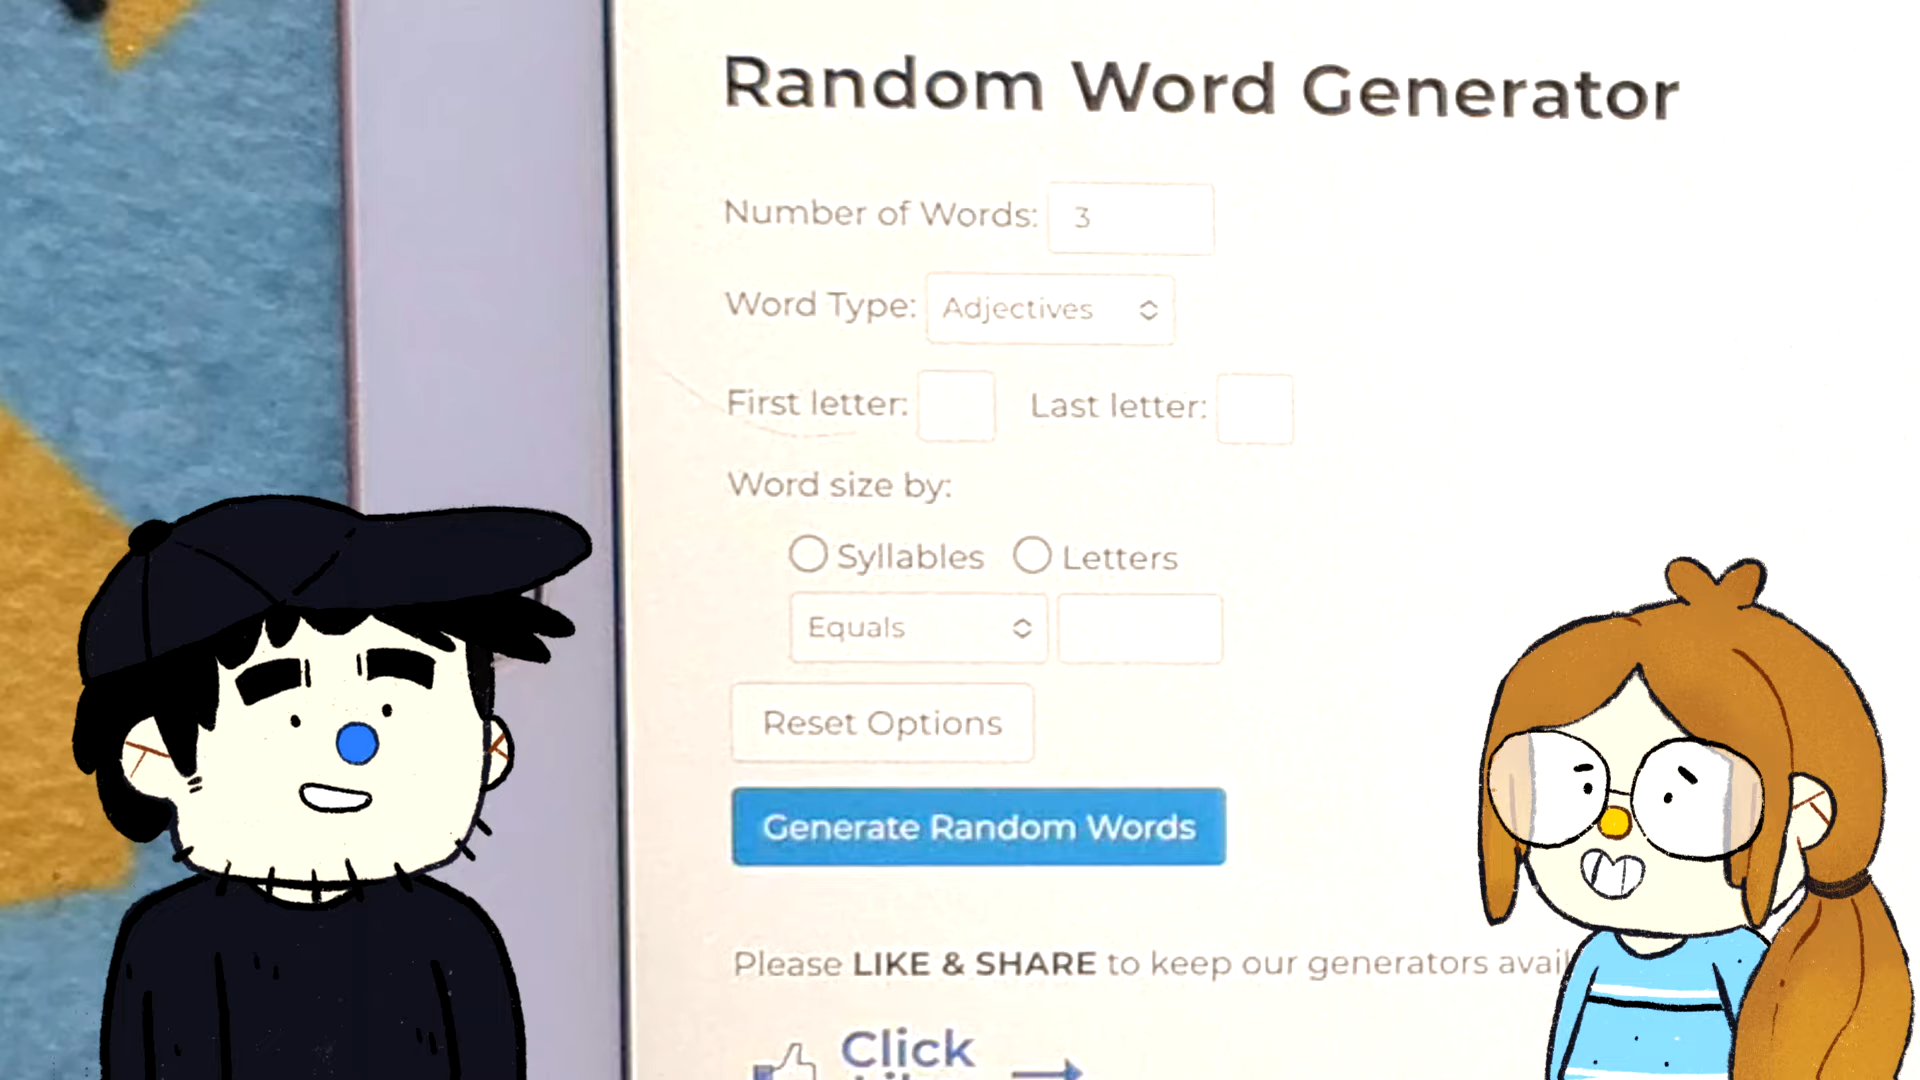 Random Word Generator
Number of Words: 3
Word Type: Adjectives
First letter: Last letter:
Word size by:
Syllables Letters
Equals
Reset Options
Generate Random Words
Please LIKE & SHARE to keep our generators avail
Click